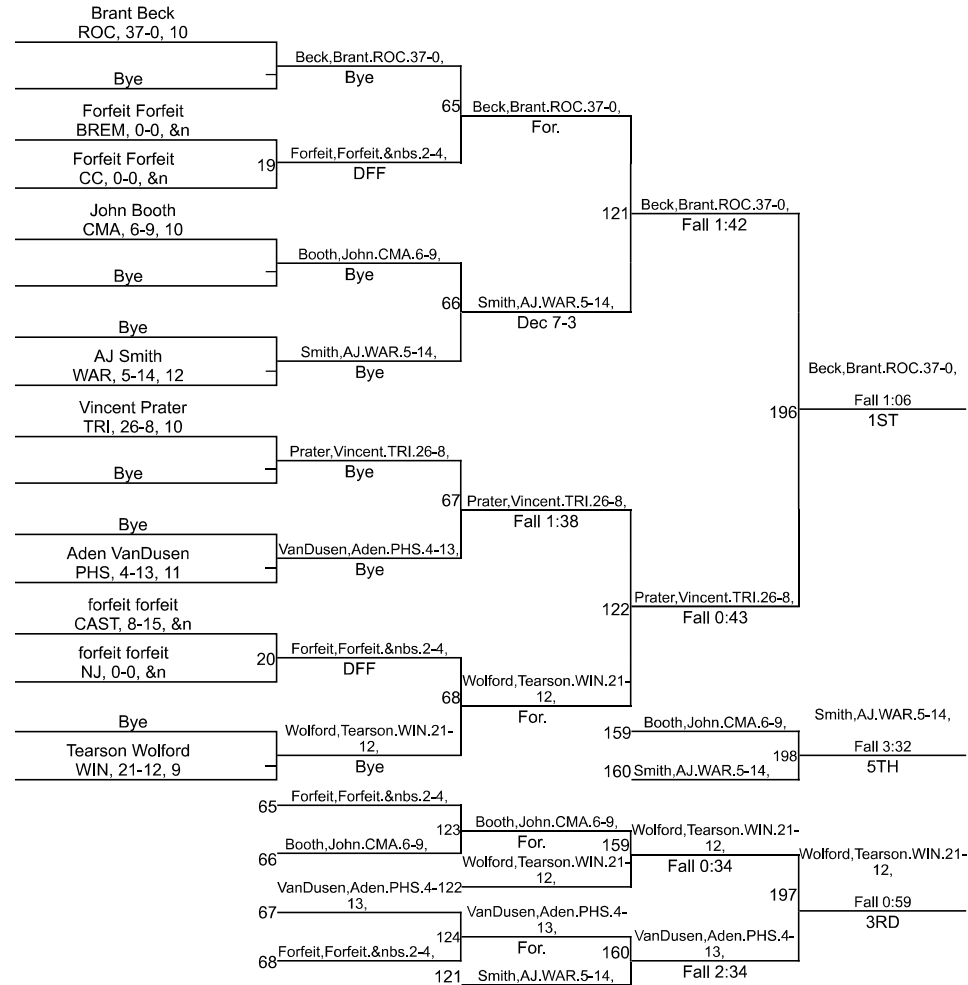 Brant Beck
ROC, 37-0, 10
Beck,Brant.ROC.37-0,
Bye
Bye
65
Beck,Brant.ROC.37-0,
For.
Forfeit Forfeit
BREM, 0-0, &n
19
Forfeit,Forfeit.&nbs.2-4,
DFF
Forfeit Forfeit
CC, 0-0, &n
121
Beck,Brant.ROC.37-0,
Fall 1:42
John Booth
CMA, 6-9, 10
Booth,John.CMA.6-9,
Bye
Bye
66
Smith,AJ.WAR.5-14,
Dec 7-3
Bye
Smith,AJ.WAR.5-14,
Bye
AJ Smith
WAR, 5-14, 12
196
Beck,Brant.ROC.37-0,
Fall 1:06
1ST
Vincent Prater
TRI, 26-8, 10
Prater,Vincent.TRI.26-8,
Bye
Bye
67
Prater,Vincent.TRI.26-8,
Fall 1:38
Bye
VanDusen,Aden.PHS.4-13,
Bye
Aden VanDusen
PHS, 4-13, 11
122
Prater,Vincent.TRI.26-8,
Fall 0:43
forfeit forfeit
CAST, 8-15, &n
20
Forfeit,Forfeit.&nbs.2-4,
DFF
forfeit forfeit
NJ, 0-0, &n
68
Wolford,Tearson.WIN.21-
12,
For.
Bye
Wolford,Tearson.WIN.21-
12,
Bye
Tearson Wolford
WIN, 21-12, 9
159
Booth,John.CMA.6-9,
198
Smith,AJ.WAR.5-14,
Fall 3:32
5TH
160
Smith,AJ.WAR.5-14,
65
Forfeit,Forfeit.&nbs.2-4,
123
Booth,John.CMA.6-9,
For.
66
Booth,John.CMA.6-9,
159
Wolford,Tearson.WIN.21-
12,
Fall 0:34
Wolford,Tearson.WIN.21-
12,
122
197
Wolford,Tearson.WIN.21-
12,
Fall 0:59
3RD
67
VanDusen,Aden.PHS.4-
13,
124
VanDusen,Aden.PHS.4-
13,
For.
68
Forfeit,Forfeit.&nbs.2-4,
160
VanDusen,Aden.PHS.4-
13,
Fall 2:34
121
Smith,AJ.WAR.5-14,